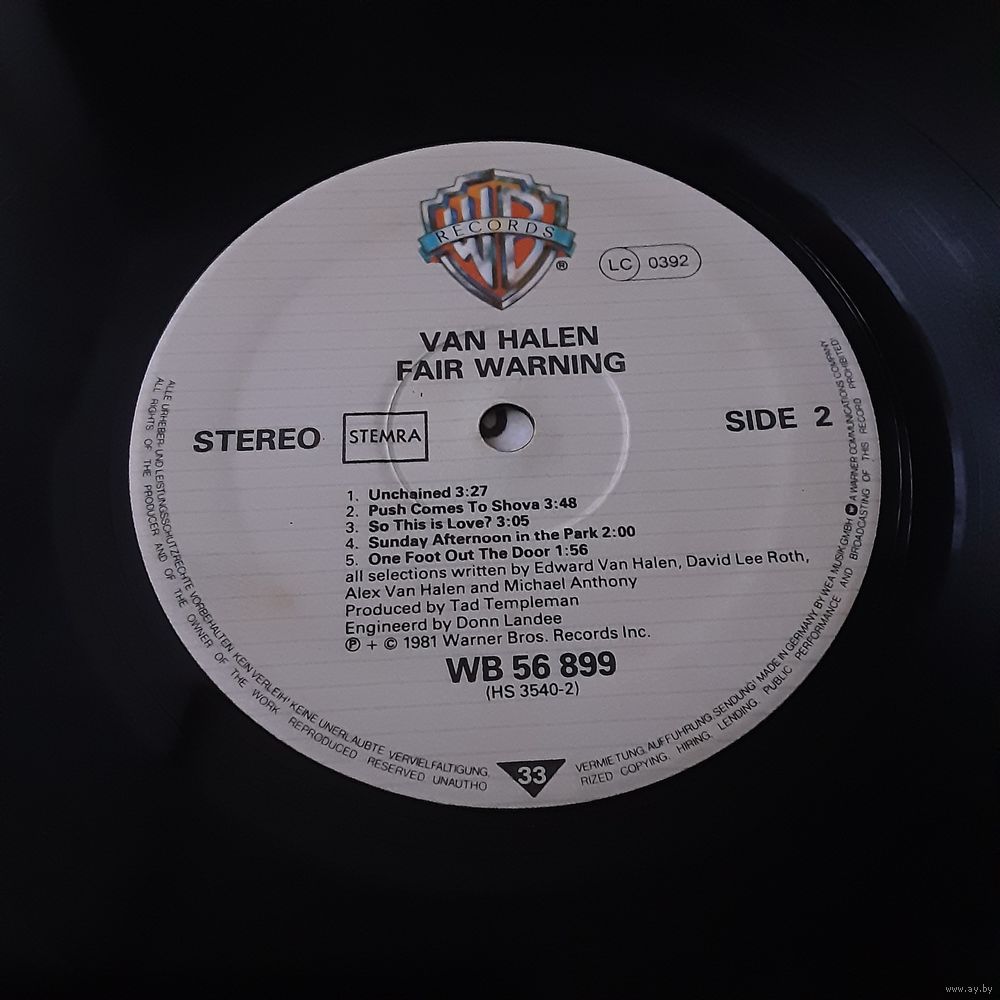 WB
RECORDS
®
LC 0392
VAN HALEN
FAIR WARNING
STEREO
STEMRA
SIDE 2
1. Unchained 3:27
2. Push Comes To Shova 3:48
3. So This is Love? 3:05
4. Sunday Afternoon in the Park 2:00
5. One Foot Out The Door 1:56
all selections written by Edward Van Halen, David Lee Roth,
Alex Van Halen and Michael Anthony
Produced by Tad Templeman
Engineerd by Donn Landee
℗ + © 1981 Warner Bros. Records Inc.
WB 56 899
(HS 3540-2)
33
ALLE URHEBER- UND LEISTUNGSSCHUTZRECHTE VORBEHALTEN KEIN VERLEIH! KEINE UNERLAUBTE VERVIELFALTIGUNG,
VERMIETUNG, AUFFUHRUNG, SENDUNG! MADE IN GERMANY BY WEA MUSIK GMBH A WARNER COMMUNICATIONS COMPANY
ALL RIGHTS OF THE PRODUCER AND OF THE OWNER OF THE WORK REPRODUCED RESERVED UNAUTHO
RIZED COPYING, HIRING, LENDING, PUBLIC PERFORMANCE AND BROADCASTING OF THIS RECORD PROHIBITED!
www.ay.by